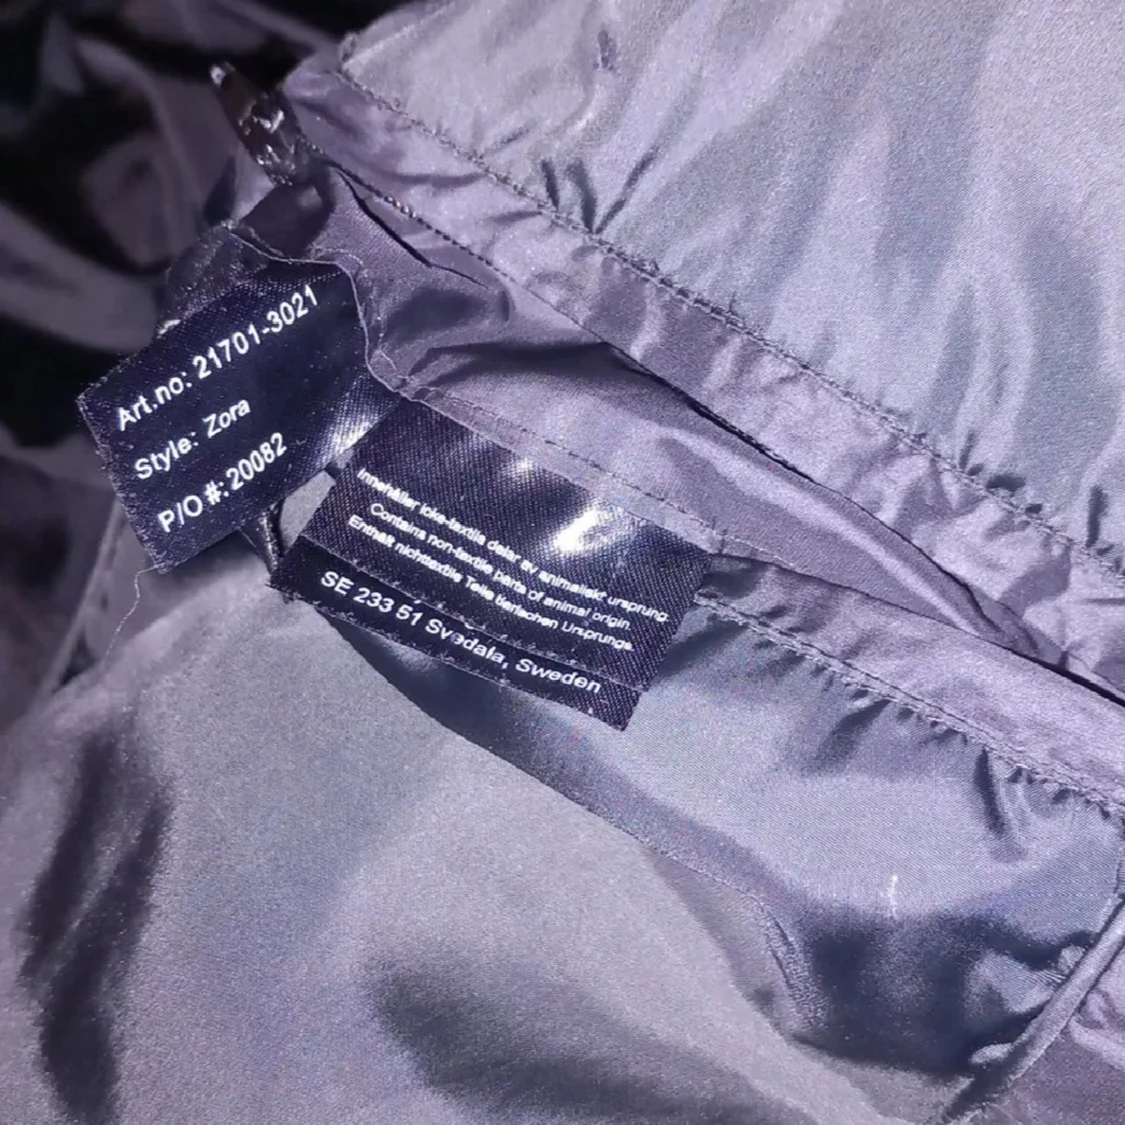 Art.no: 21701-3021
Style: Zora
P/O #: 20082
Innehåller icke-textila delar av animaliskt ursprung.
Contains non-textile parts of animal origin.
Enthält nichttextile Teile tierischen Ursprungs.
SE 233 51 Svedala, Sweden